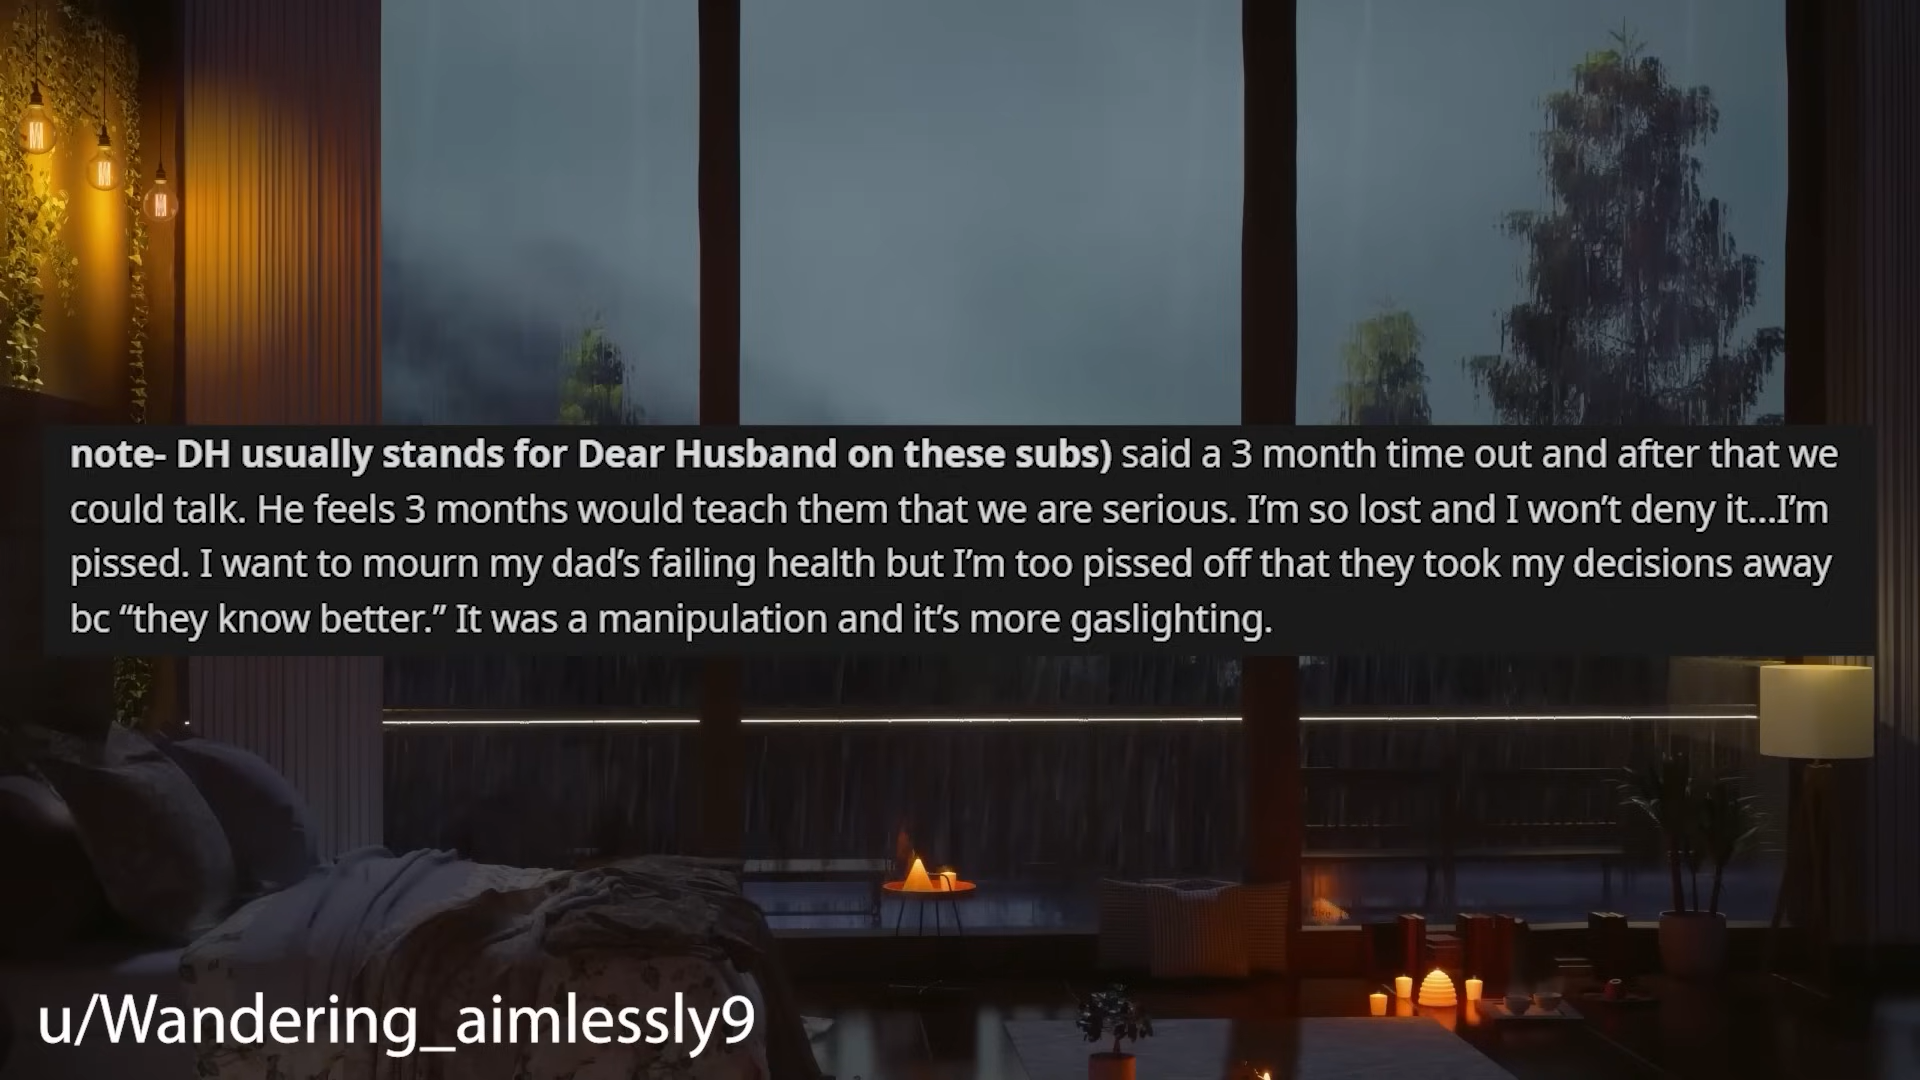 note- DH usually stands for Dear Husband on these subs) said a 3 month time out and after that we
could talk. He feels 3 months would teach them that we are serious. I’m so lost and I won’t deny it...I’m
pissed. I want to mourn my dad’s failing health but I’m too pissed off that they took my decisions away
bc “they know better.” It was a manipulation and it’s more gaslighting.
u/Wandering_aimlessly9